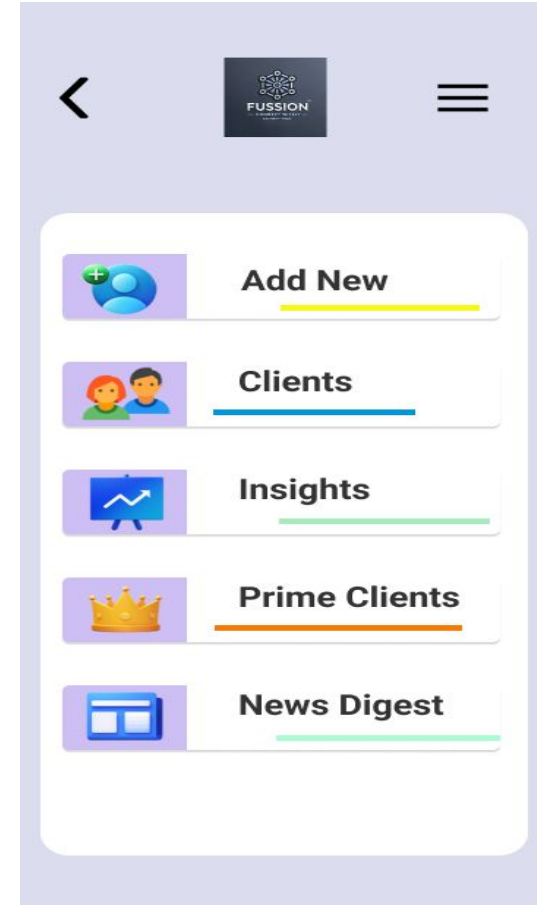 FUSSION
Add New
Clients
Insights
Prime Clients
News Digest